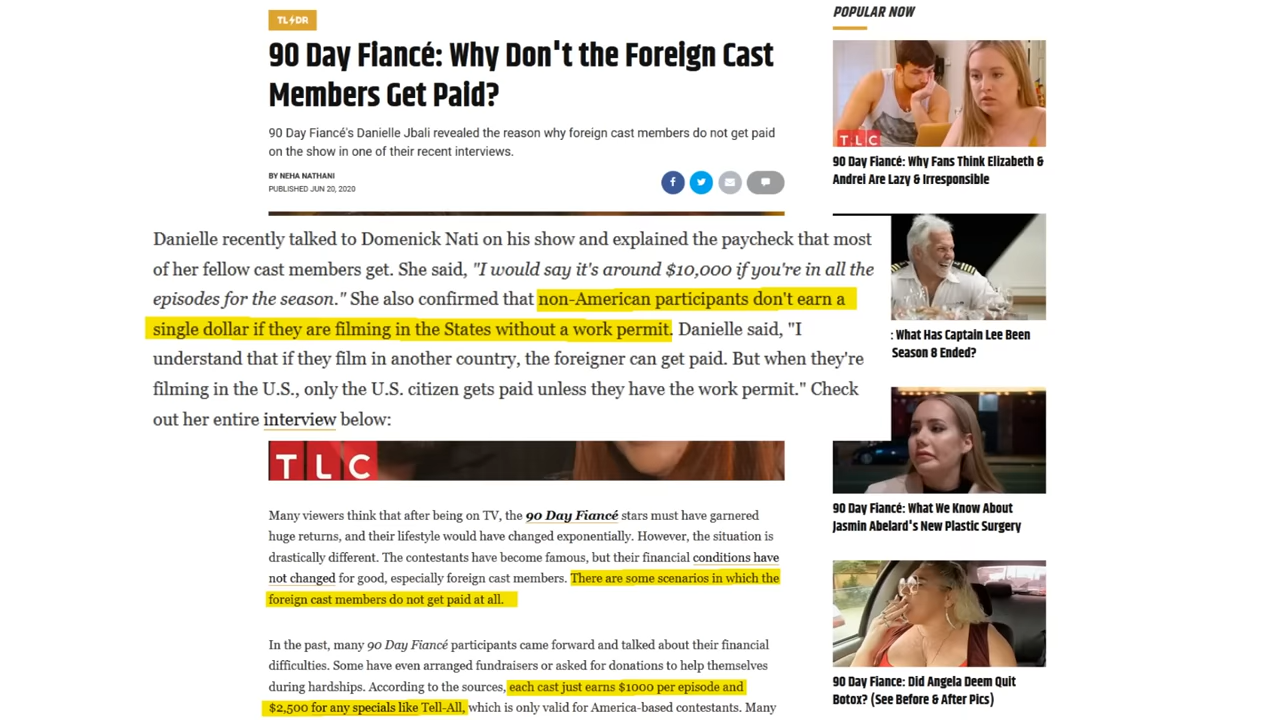 TL⚡DR
90 Day Fiancé: Why Don't the Foreign Cast
Members Get Paid?
90 Day Fiancé's Danielle Jbali revealed the reason why foreign cast members do not get paid
on the show in one of their recent interviews.
BY NEHA NATHANI
PUBLISHED JUN 20, 2020
Danielle recently talked to Domenick Nati on his show and explained the paycheck that most
of her fellow cast members get. She said, "I would say it's around $10,000 if you're in all the
episodes for the season." She also confirmed that non-American participants don't earn a
single dollar if they are filming in the States without a work permit. Danielle said, "I
understand that if they film in another country, the foreigner can get paid. But when they're
filming in the U.S., only the U.S. citizen gets paid unless they have the work permit." Check
out her entire interview below:
TLC
Many viewers think that after being on TV, the 90 Day Fiancé stars must have garnered
huge returns, and their lifestyle would have changed exponentially. However, the situation is
drastically different. The contestants have become famous, but their financial conditions have
not changed for good, especially foreign cast members. There are some scenarios in which the
foreign cast members do not get paid at all.
In the past, many 90 Day Fiancé participants came forward and talked about their financial
difficulties. Some have even arranged fundraisers or asked for donations to help themselves
during hardships. According to the sources, each cast just earns $1000 per episode and
$2,500 for any specials like Tell-All, which is only valid for America-based contestants. Many
POPULAR NOW
TLC
90 Day Fiancé: Why Fans Think Elizabeth &
Andrei Are Lazy & Irresponsible
: What Has Captain Lee Been
Season 8 Ended?
90 Day Fiancé: What We Know About
Jasmin Abelard's New Plastic Surgery
90 Day Fiance: Did Angela Deem Quit
Botox? (See Before & After Pics)